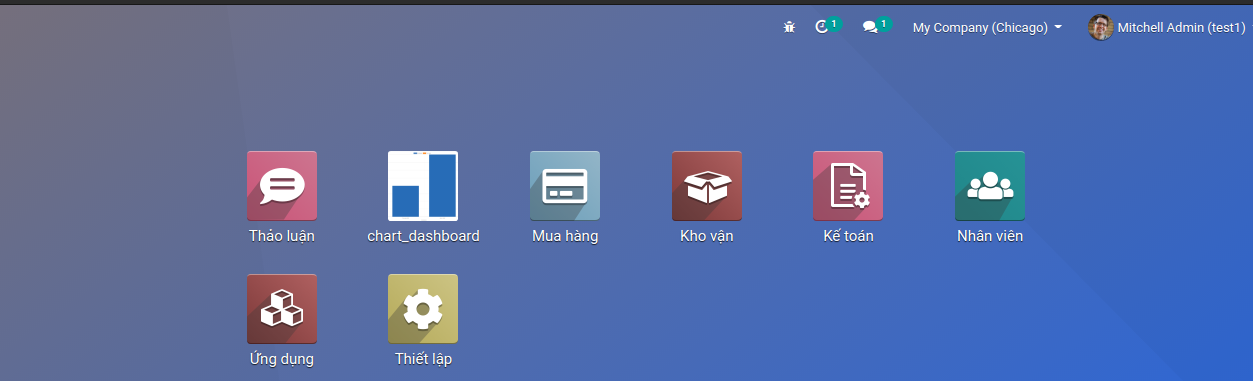 1
1
My Company (Chicago)
Mitchell Admin (test1)
Thảo luận
chart_dashboard
Mua hàng
Kho vận
Kế toán
Nhân viên
Ứng dụng
Thiết lập